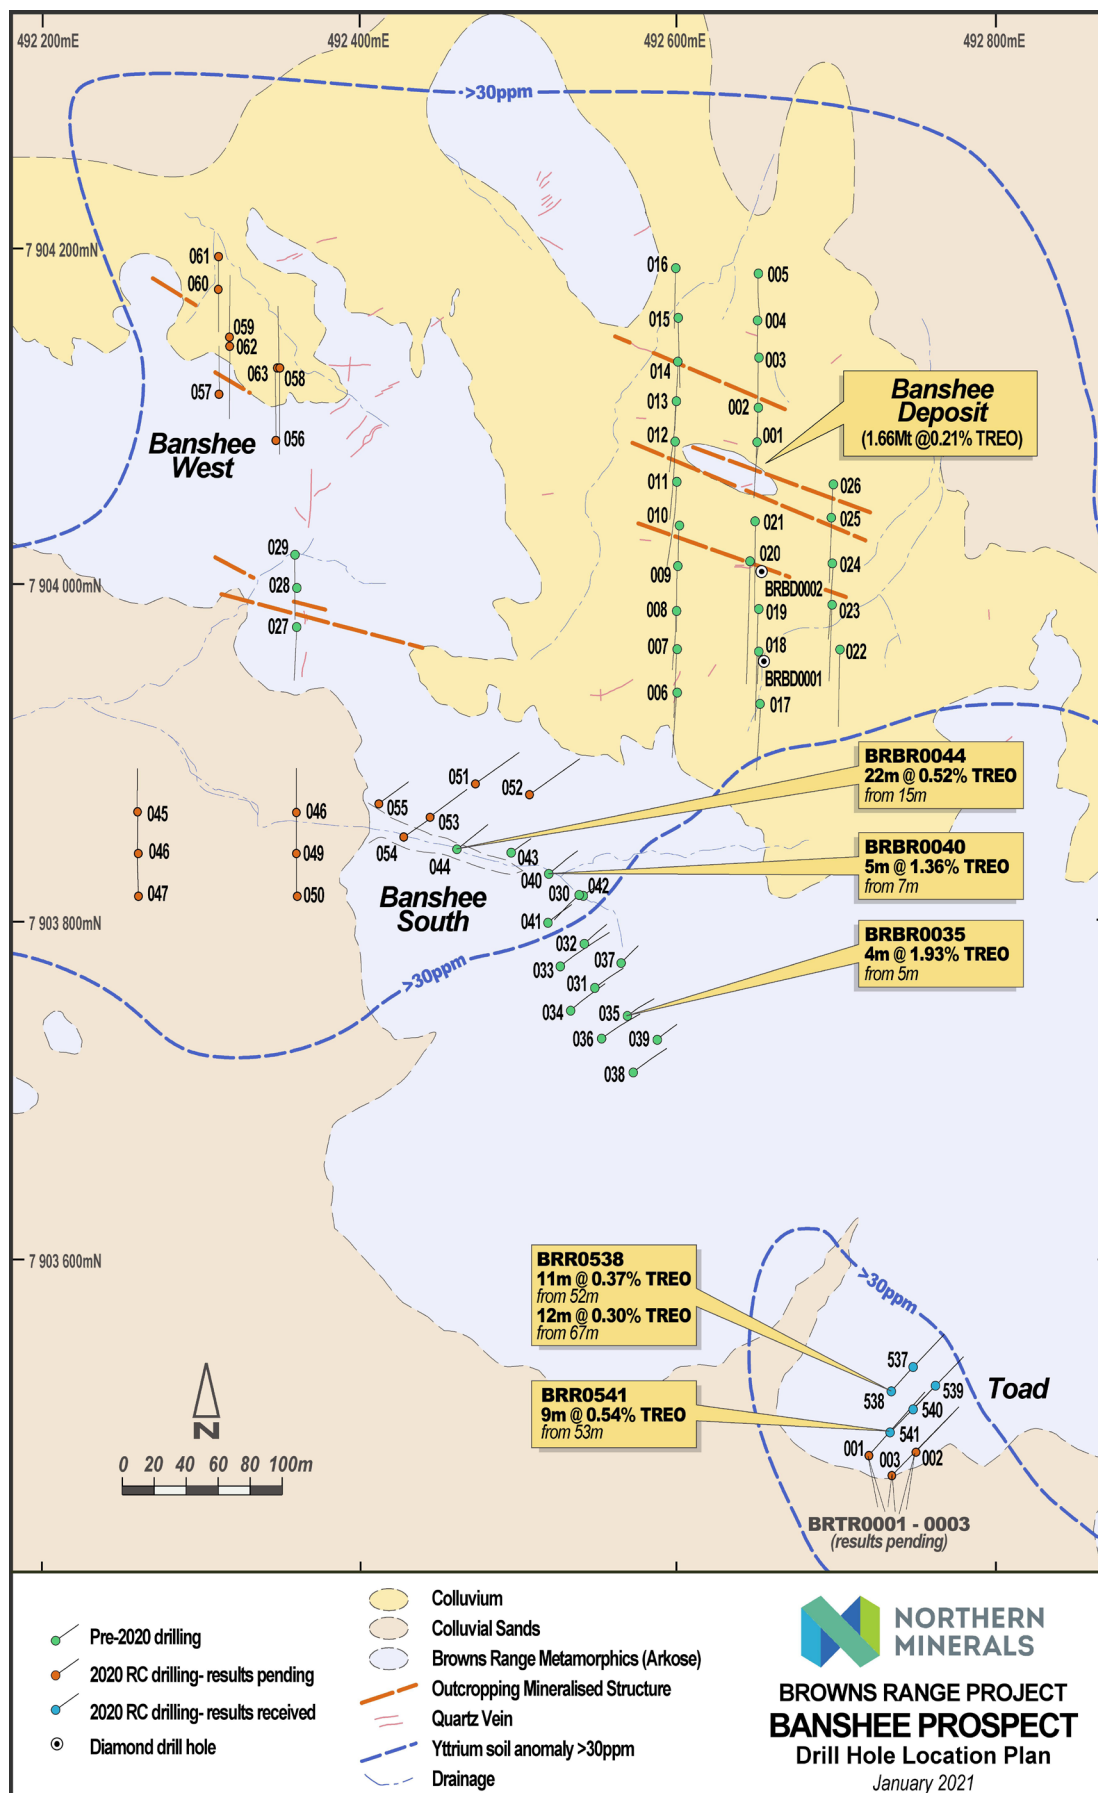 492 200mE
492 400mE
492 600mE
492 800mE
>30ppm
7 904 200mN
061
060
059
062
063
058
057
056
Banshee
West
016
015
014
013
012
011
010
009
008
007
006
005
004
003
002
001
021
020
BRBD0002
019
018
BRBD0001
017
026
025
024
023
022
Banshee
Deposit
(1.66Mt @0.21% TREO)
029
028
027
7 904 000mN
BRBR0044
22m @ 0.52% TREO
from 15m
BRBR0040
5m @ 1.36% TREO
from 7m
BRBR0035
4m @ 1.93% TREO
from 5m
051
052
055
053
054
044
043
040
030
042
041
032
033
037
031
034
035
036
039
038
045
046
047
046
049
050
Banshee
South
7 903 800mN
>30ppm
7 903 600mN
BRR0538
11m @ 0.37% TREO
from 52m
12m @ 0.30% TREO
from 67m
BRR0541
9m @ 0.54% TREO
from 53m
>30ppm
537
538
539
540
541
001
003
002
Toad
BRTR0001 - 0003
(results pending)
N
0 20 40 60 80 100m
Pre-2020 drilling
2020 RC drilling- results pending
2020 RC drilling- results received
Diamond drill hole
Colluvium
Colluvial Sands
Browns Range Metamorphics (Arkose)
Outcropping Mineralised Structure
Quartz Vein
Yttrium soil anomaly >30ppm
Drainage
NORTHERN
MINERALS
BROWNS RANGE PROJECT
BANSHEE PROSPECT
Drill Hole Location Plan
January 2021